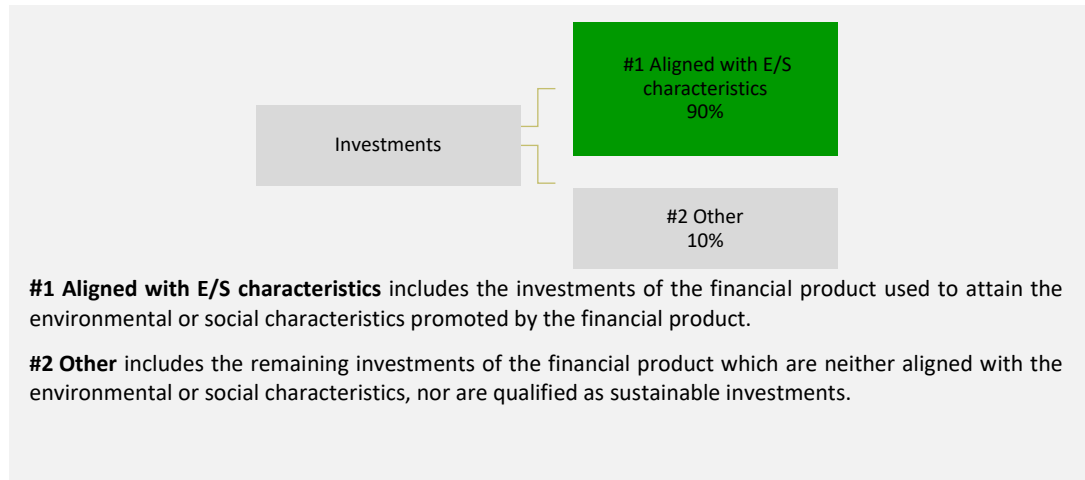 #1 Aligned with E/S
characteristics
90%
Investments
#2 Other
10%
#1 Aligned with E/S characteristics includes the investments of the financial product used to attain the
environmental or social characteristics promoted by the financial product.
#2 Other includes the remaining investments of the financial product which are neither aligned with the
environmental or social characteristics, nor are qualified as sustainable investments.